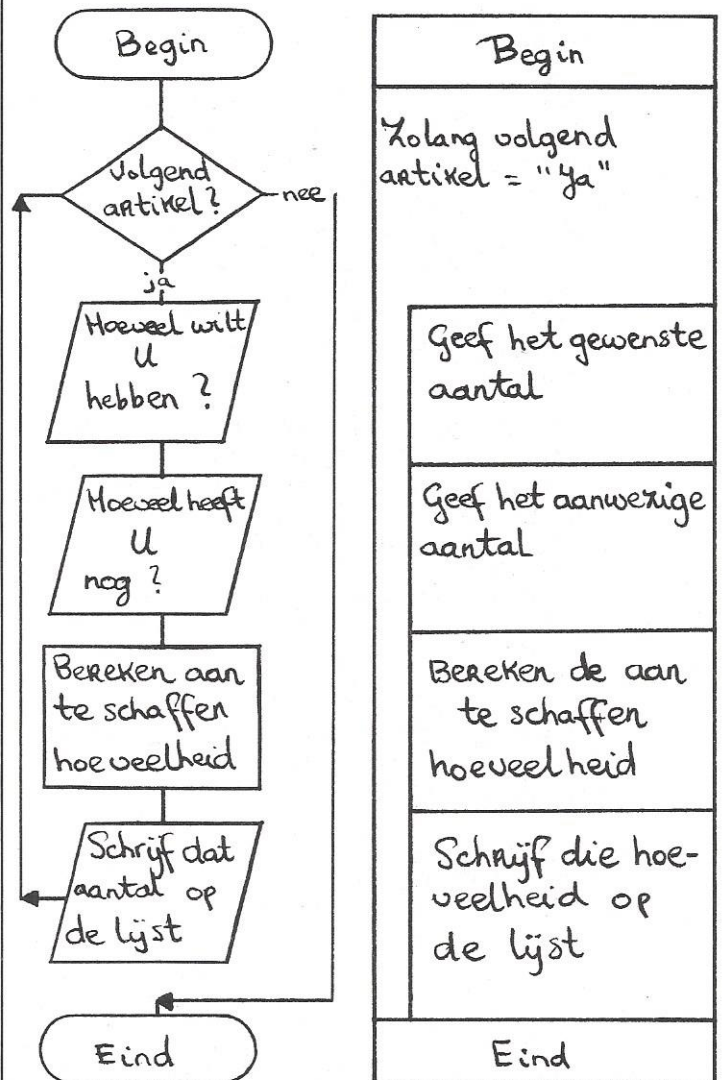 Begin
Volgend
artikel?
nee
ja
Hoeveel wilt
U
hebben ?
Hoeveel heeft
U
nog ?
Bereken aan
te schaffen
hoeveelheid
Schrijf dat
aantal op
de lijst
Eind
Begin
Zolang volgend
artikel = "Ja"
Geef het gewenste
aantal
Geef het aanwezige
aantal
Bereken de aan
te schaffen
hoeveelheid
Schrijf die hoe-
veelheid op
de lijst
Eind